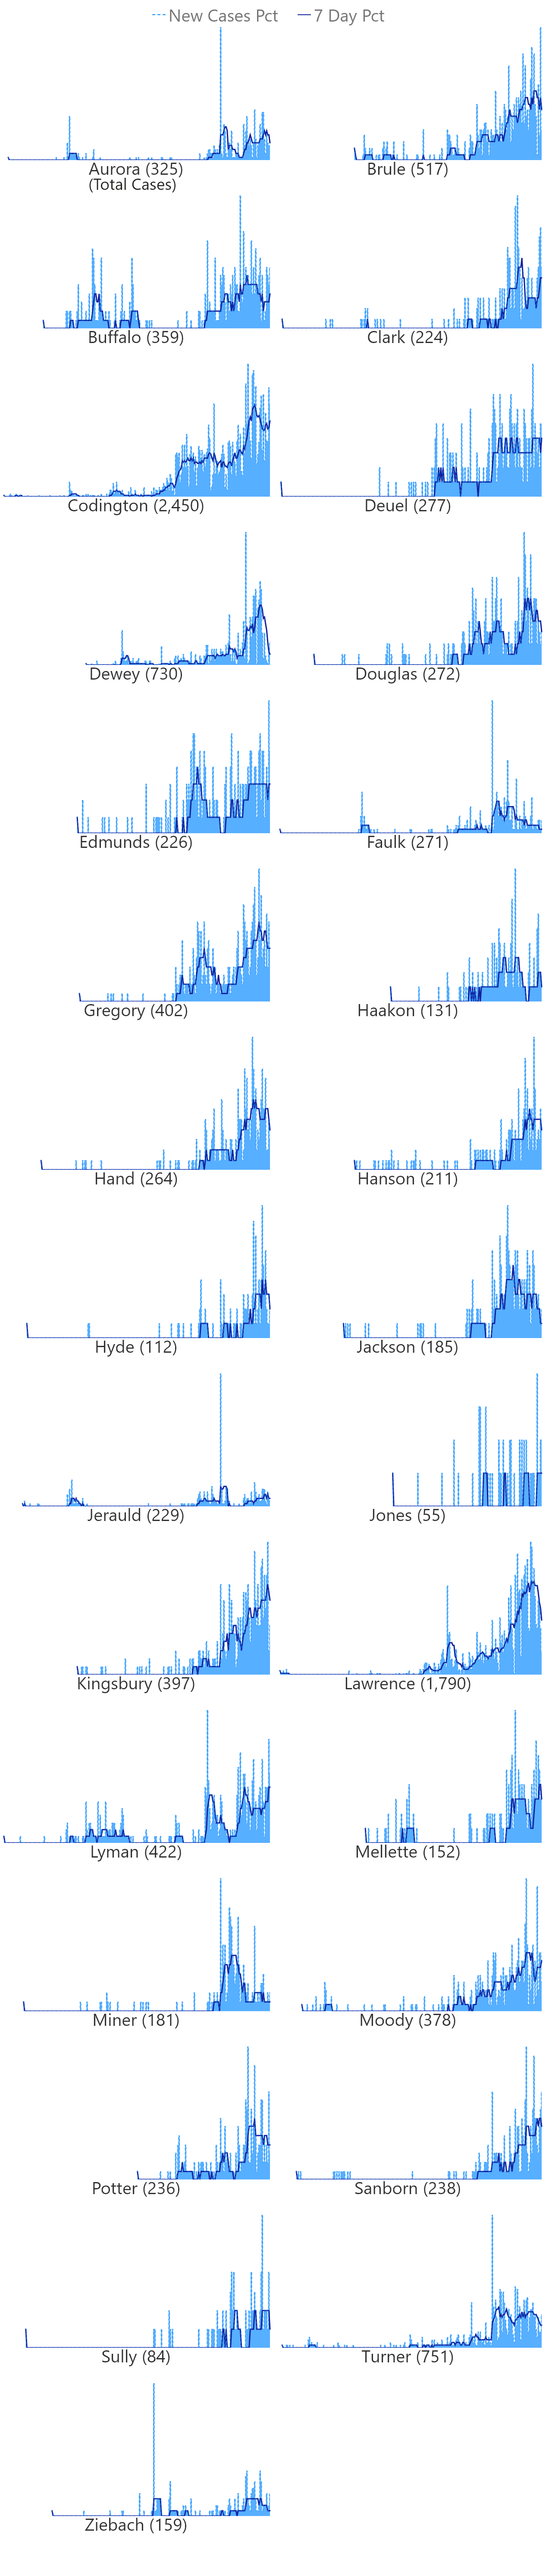 New Cases Pct 7 Day Pct
Aurora (325) Brule (517)
(Total Cases)
Buffalo (359) Clark (224)
Codington (2,450) Deuel (277)
Dewey (730) Douglas (272)
Edmunds (226) Faulk (271)
Gregory (402) Haakon (131)
Hand (264) Hanson (211)
Hyde (112) Jackson (185)
Jerauld (229) Jones (55)
Kingsbury (397) Lawrence (1,790)
Lyman (422) Mellette (152)
Miner (181) Moody (378)
Potter (236) Sanborn (238)
Sully (84) Turner (751)
Ziebach (159)